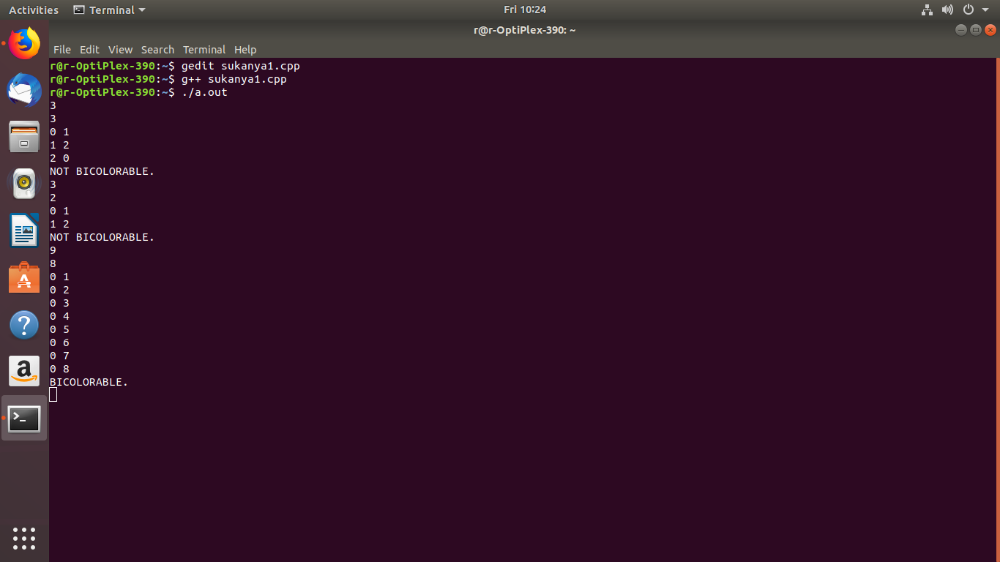 Activities Terminal Fri 10:24
r@r-OptiPlex-390: ~
File Edit View Search Terminal Help
r@r-OptiPlex-390:~$ gedit sukanya1.cpp
r@r-OptiPlex-390:~$ g++ sukanya1.cpp
r@r-OptiPlex-390:~$ ./a.out
3
3
0 1
1 2
2 0
NOT BICOLORABLE.
3
2
0 1
1 2
NOT BICOLORABLE.
9
8
0 1
0 2
0 3
0 4
0 5
0 6
0 7
0 8
BICOLORABLE.